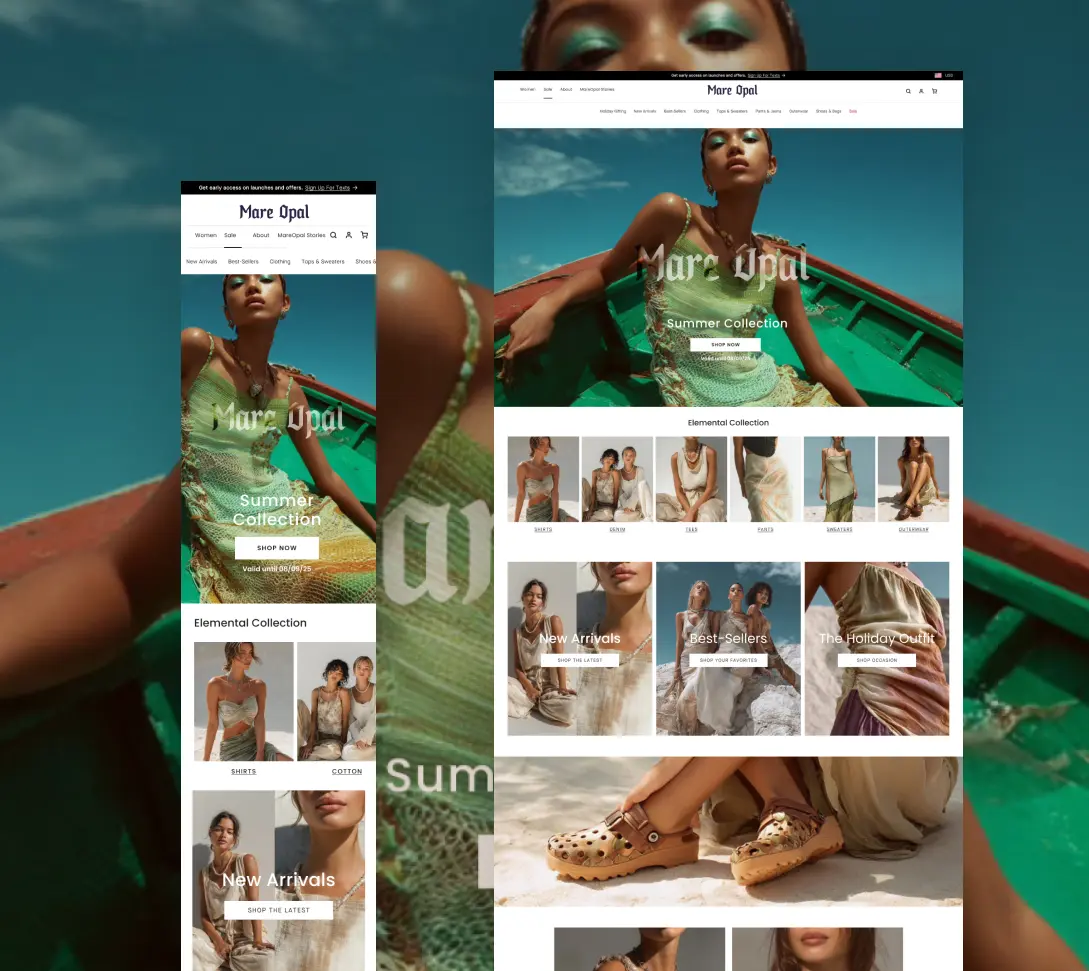 Get early access on launches and offers. Sign Up For Texts →
Mare Opal
Women Sale About MareOpal Stories
New Arrivals Best-Sellers Clothing Tops & Sweaters Shoes &
Mare Opal
Summer
Collection
SHOP NOW
Valid until 06/09/25
Elemental Collection
SHIRTS COTTON
New Arrivals
SHOP THE LATEST
Sum
Get early access on launches and offers. Sign Up For Texts → USD
Women Sale About MareOpal Stories
Mare Opal
Holiday Gifting New Arrivals Best-Sellers Clothing Tops & Sweaters Pants & Jeans Outerwear Shoes & Bags Sale
Mare Opal
Summer Collection
SHOP NOW
Valid until 06/09/25
Elemental Collection
SHIRTS DENIM TEES PANTS SWEATERS OUTERWEAR
New Arrivals Best-Sellers The Holiday Outfit
SHOP THE LATEST SHOP YOUR FAVORITES SHOP OCCASION